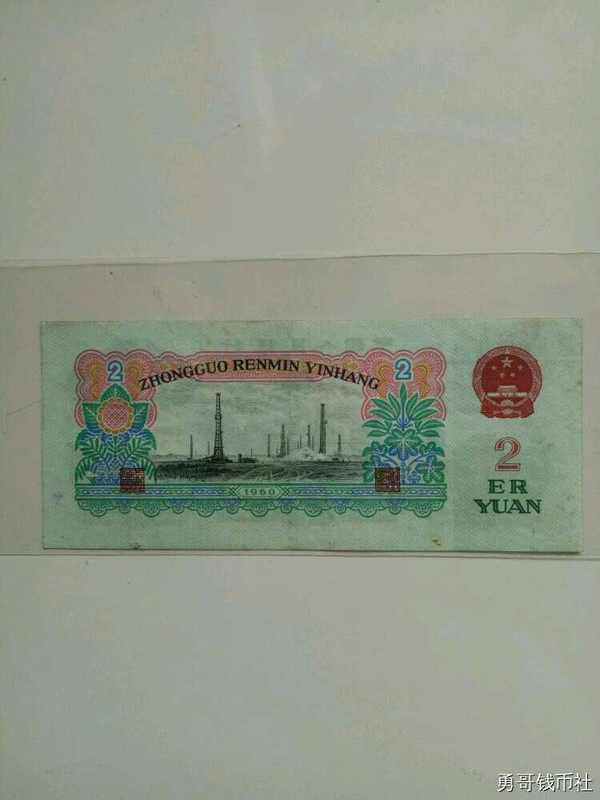 2
2
ZHONGGUO RENMIN YINHANG
1960
2
ER
YUAN
勇哥钱币社